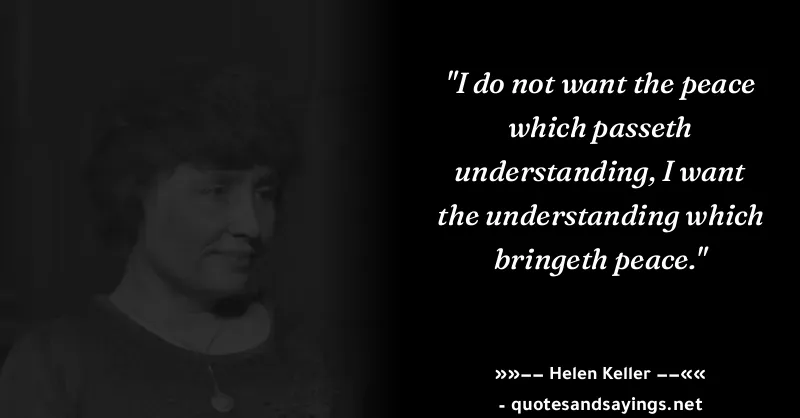 "I do not want the peace
which passeth
understanding, I want
the understanding which
bringeth peace."
»»−− Helen Keller −−««
- quotesandsayings.net